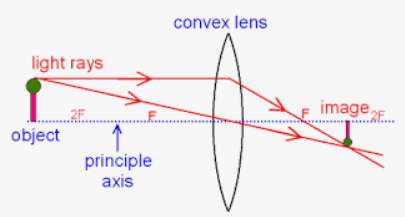 convex lens
light rays
image
2F
F
F
2F
object
principle
axis